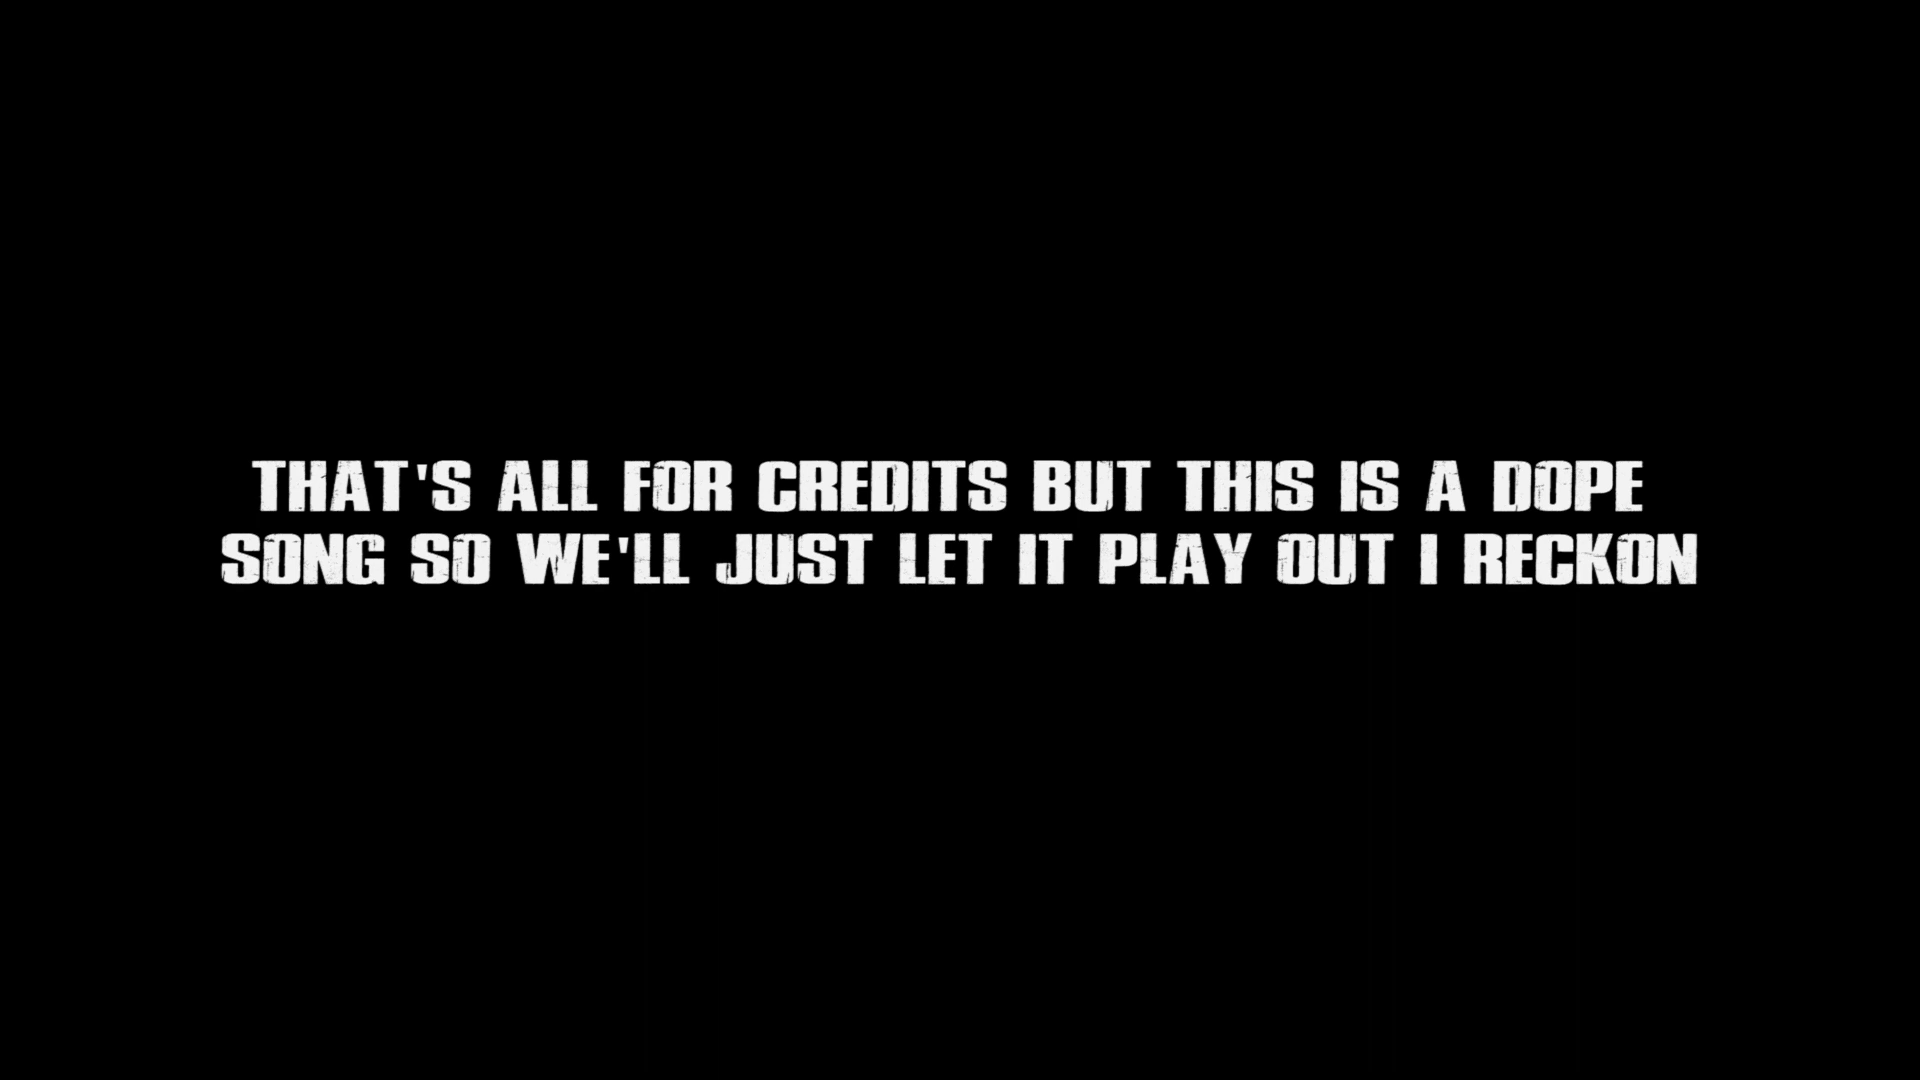 THAT'S ALL FOR CREDITS BUT THIS IS A DOPE
SONG SO WE'LL JUST LET IT PLAY OUT I RECKON